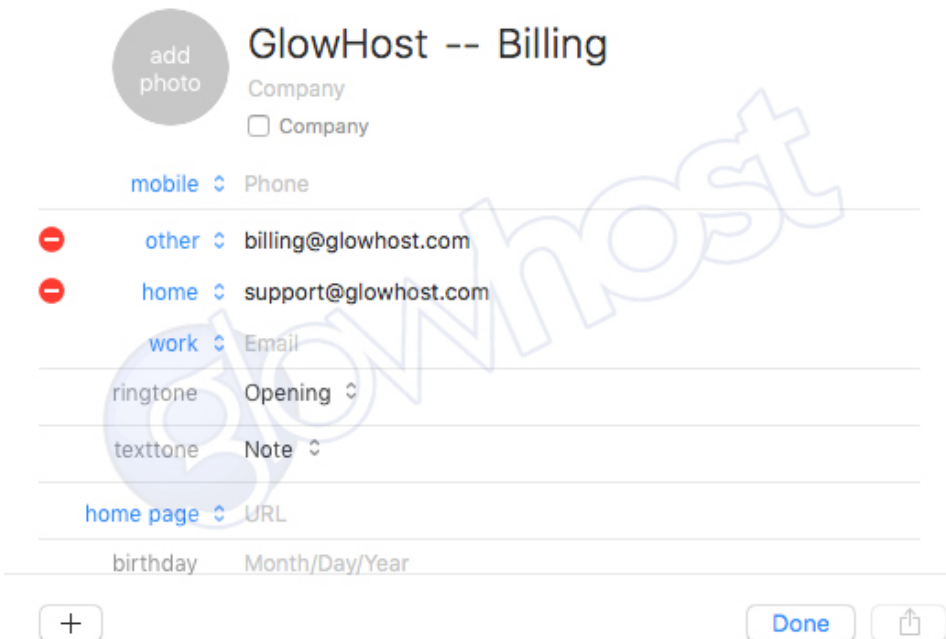 add
photo
GlowHost -- Billing
Company
Company
mobile Phone
other billing@glowhost.com
home support@glowhost.com
work Email
ringtone Opening
texttone Note
home page URL
birthday Month/Day/Year
glowhost
+ Done